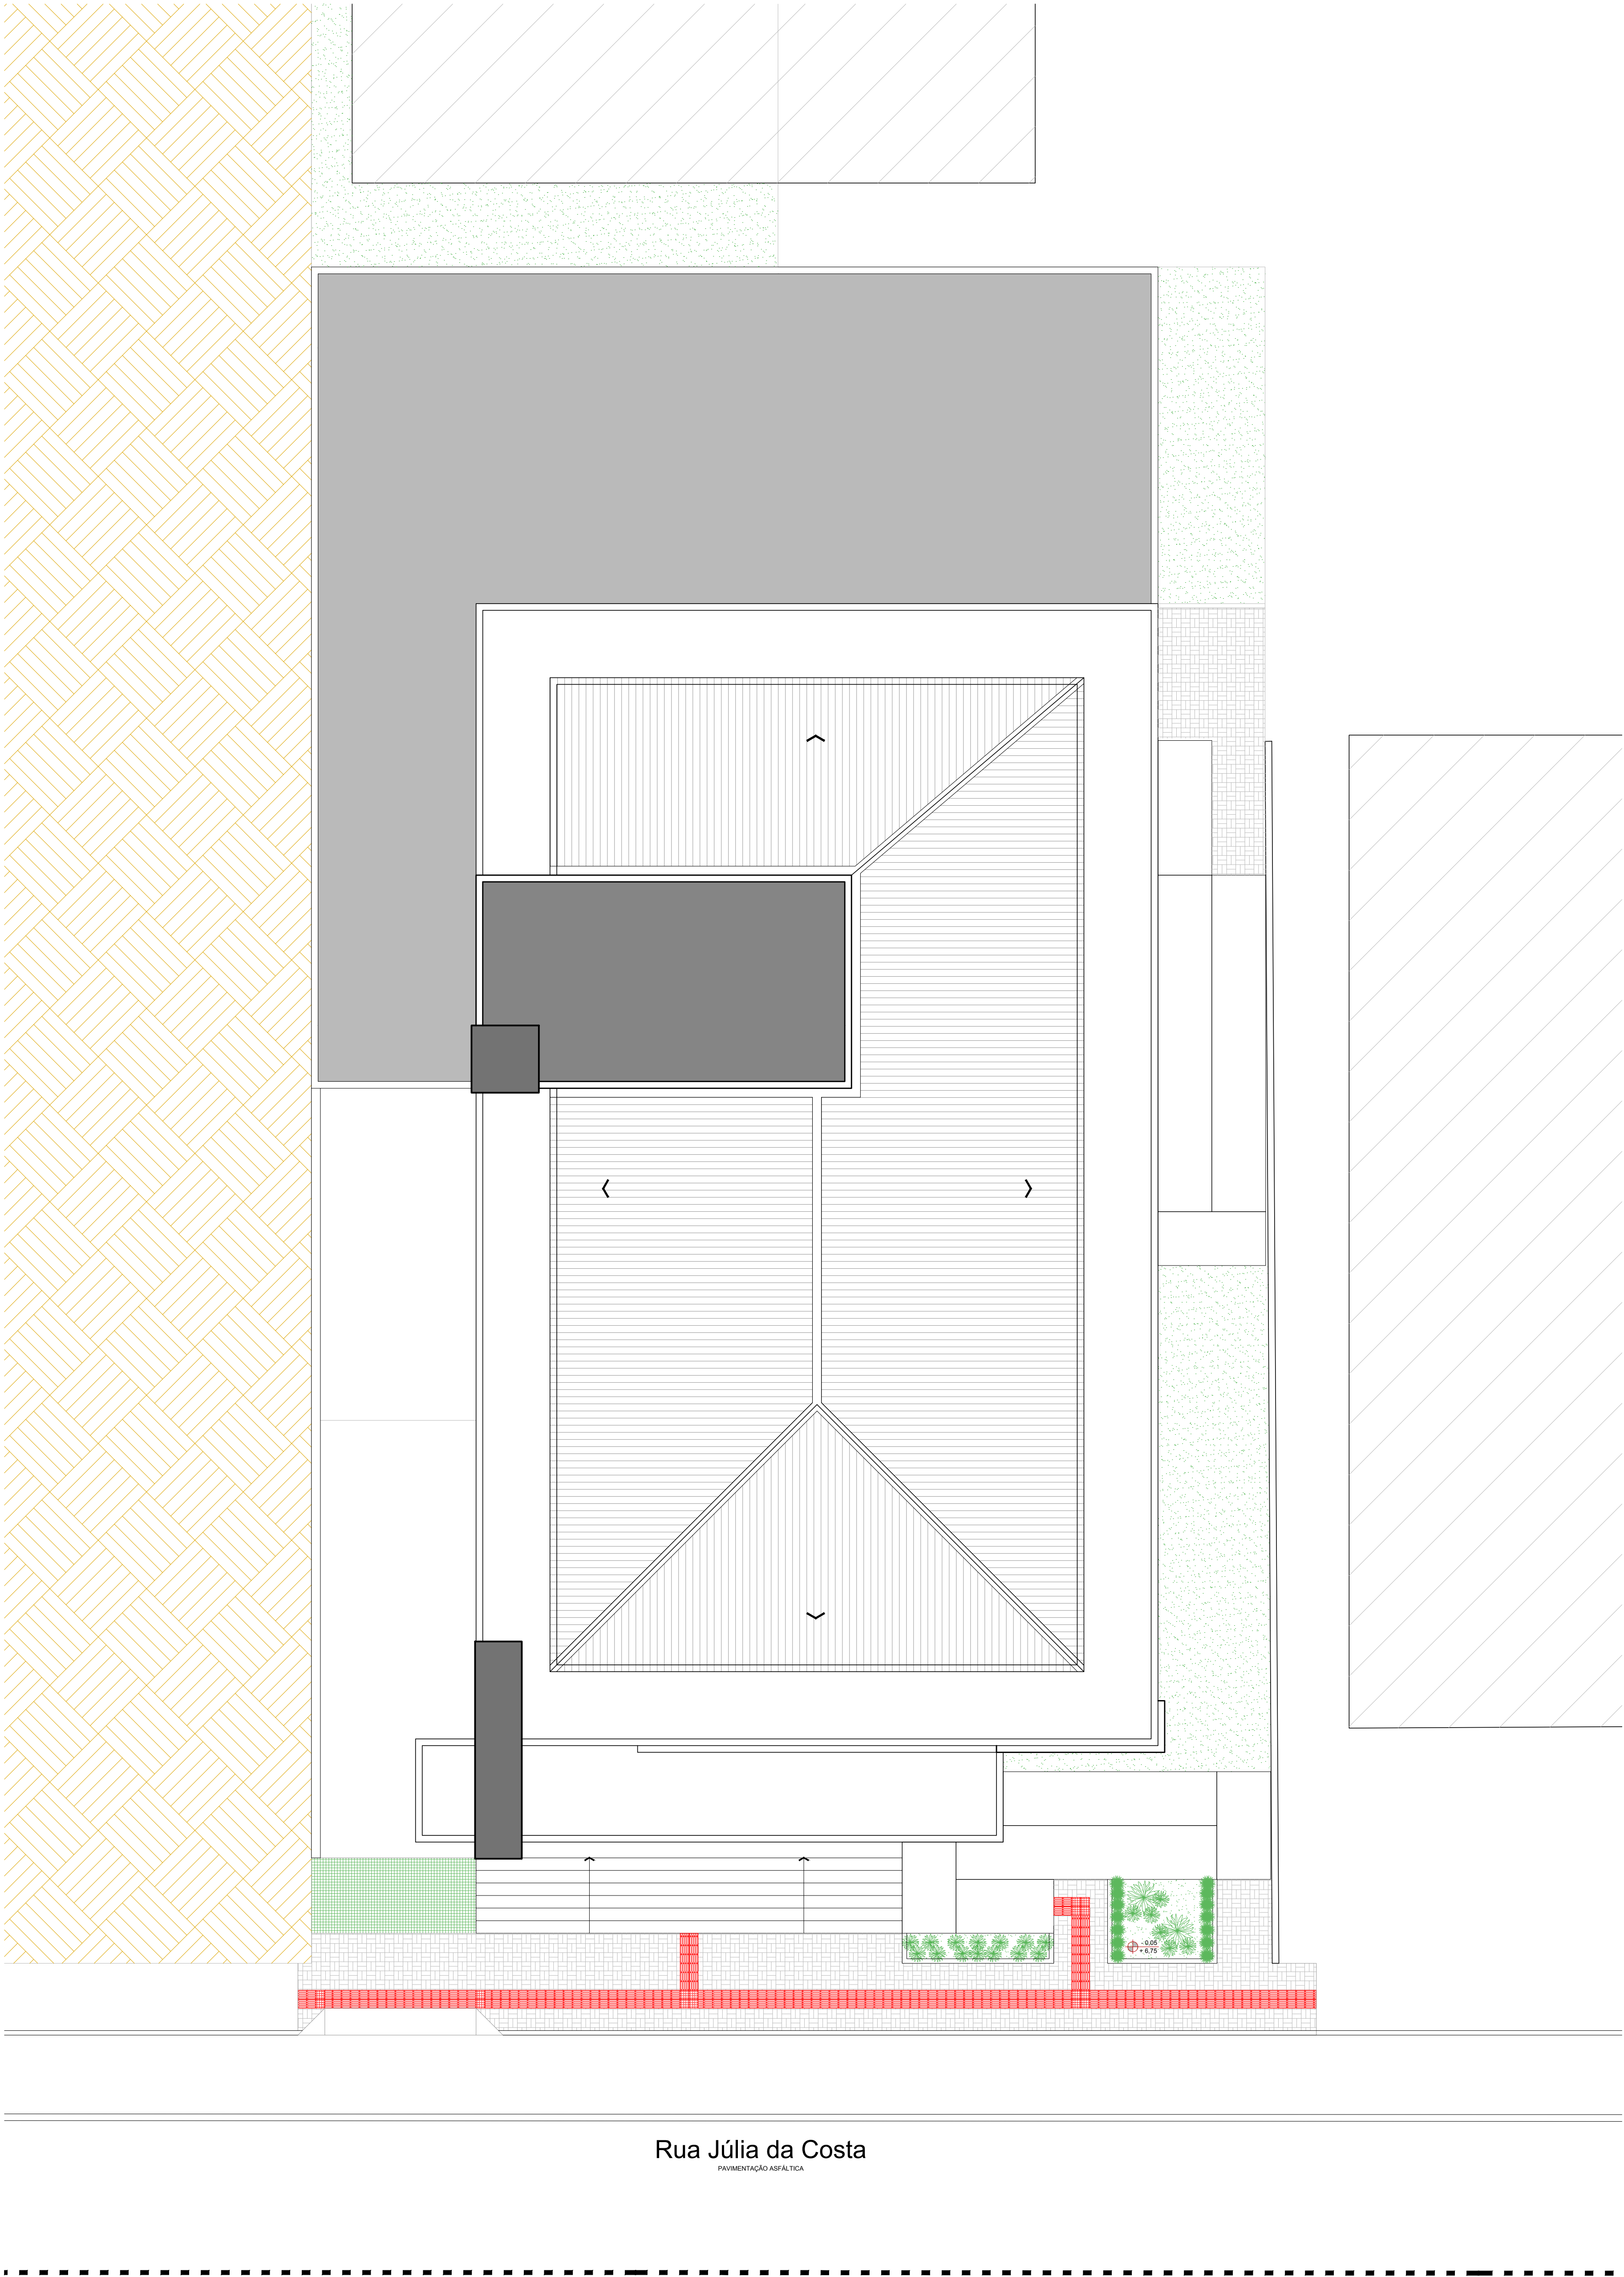 - 0,05
+ 6,75
Rua Júlia da Costa
PAVIMENTAÇÃO ASFÁLTICA